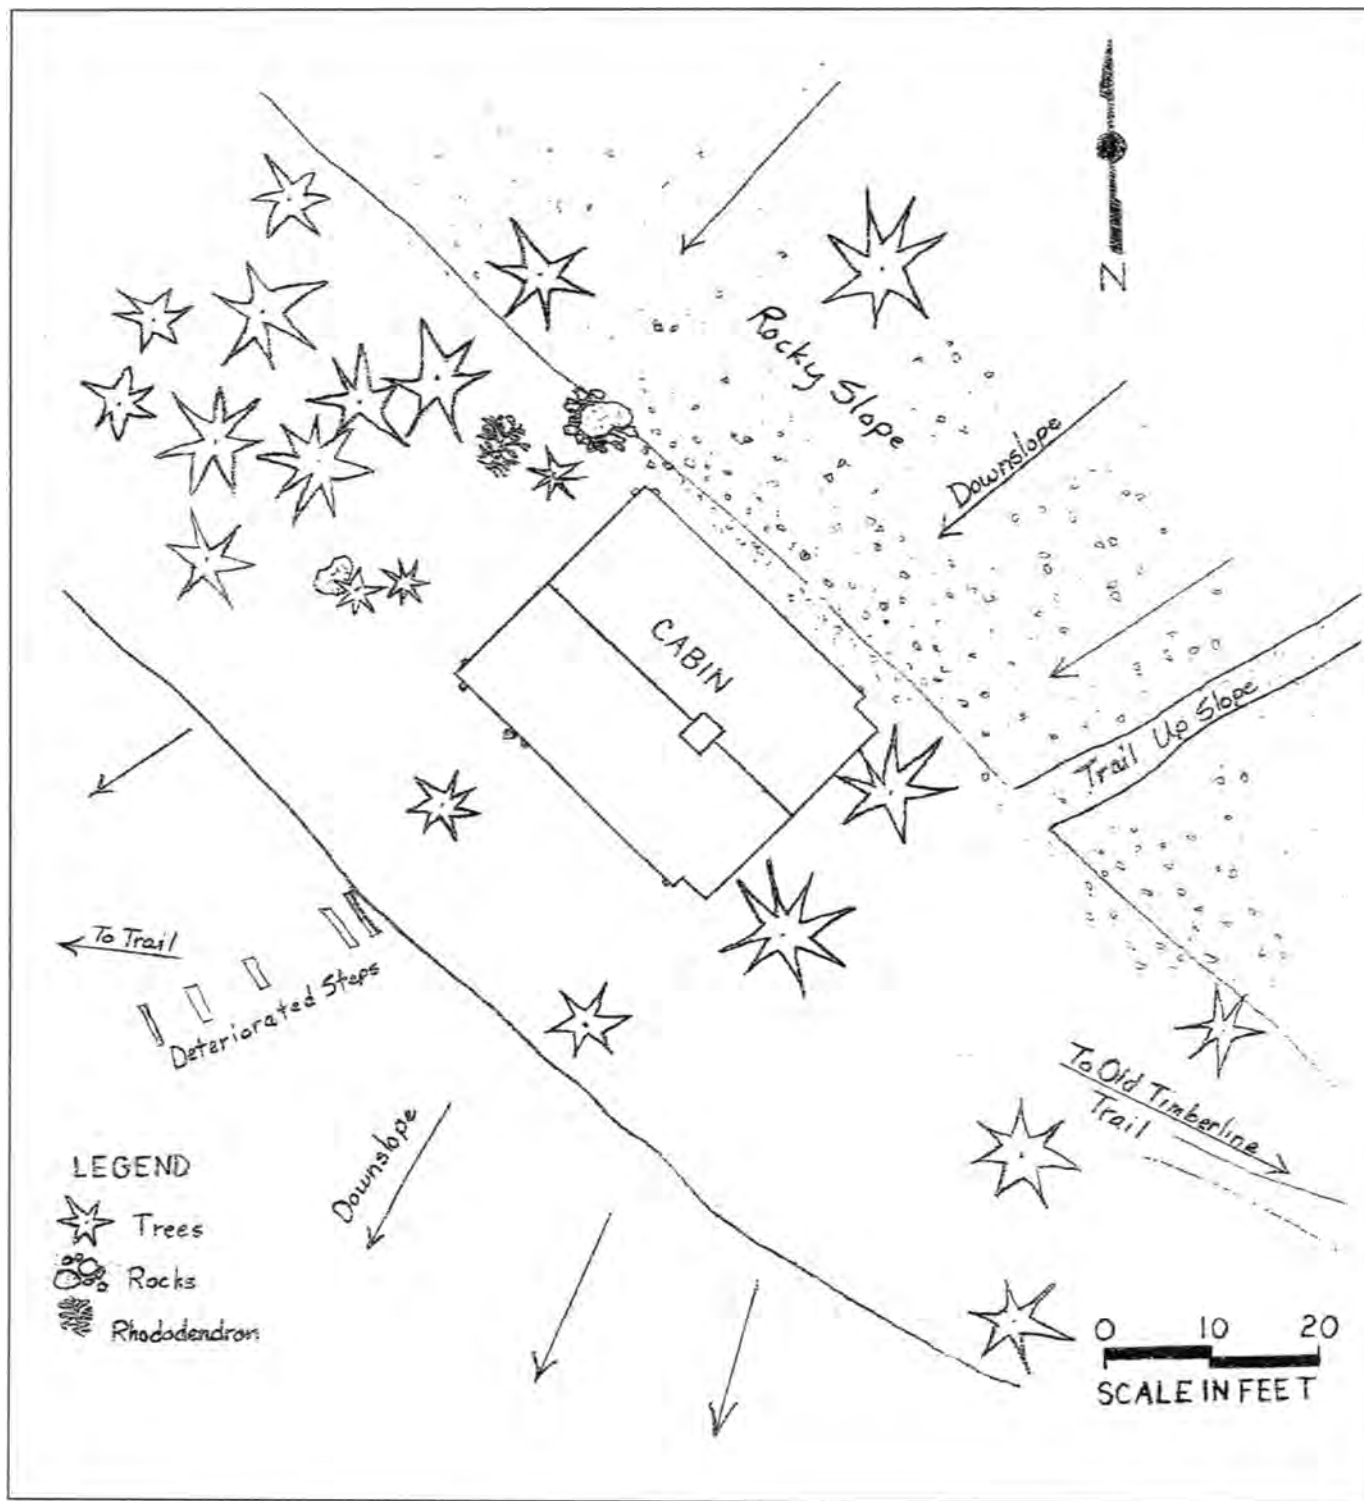 N
Rocky Slope
Downslope
CABIN
Trail Up Slope
To Trail
Deteriorated Steps
To Old Timberline
Trail
Downslope
LEGEND
Trees
Rocks
Rhododendron
0 10 20
SCALE IN FEET